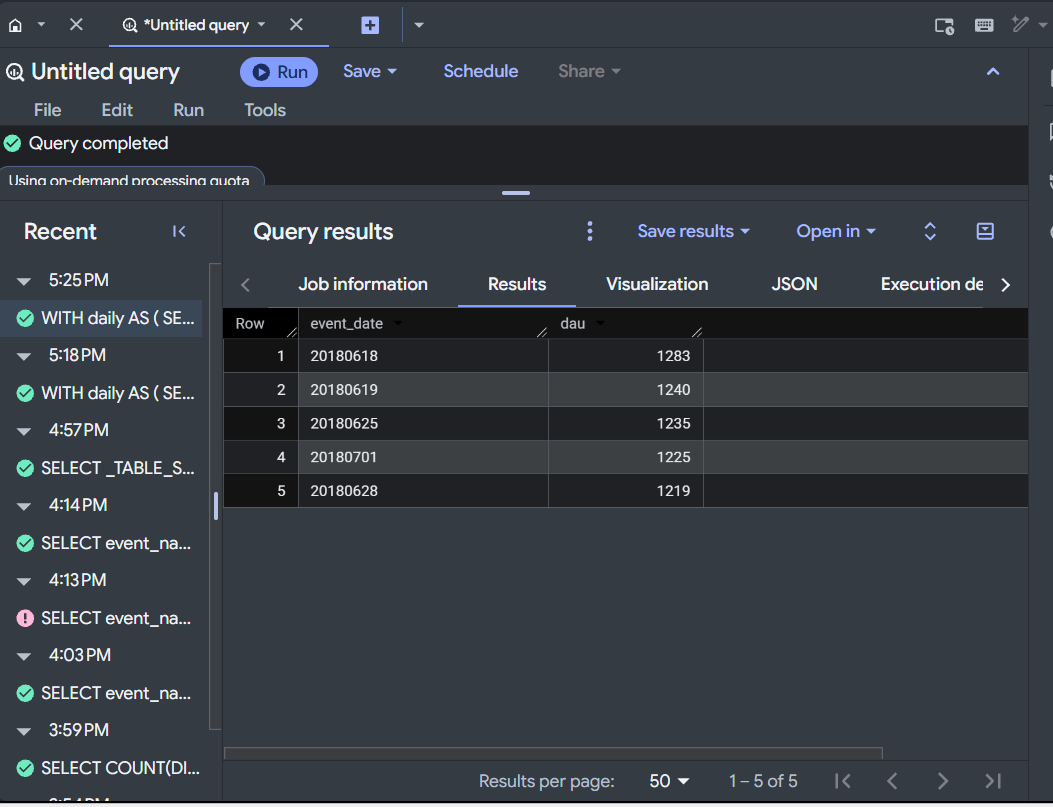 *Untitled query
Untitled query
Run
Save
Schedule
Share
File
Edit
Run
Tools
Query completed
Using on-demand processing quota
Recent
5:25 PM
WITH daily AS ( SE...
5:18 PM
WITH daily AS ( SE...
4:57 PM
SELECT _TABLE_S...
4:14 PM
SELECT event_na...
4:13 PM
SELECT event_na...
4:03 PM
SELECT event_na...
3:59 PM
SELECT COUNT(DI...
Query results
Save results
Open in
Job information
Results
Visualization
JSON
Execution de
Row event_date dau
1 20180618 1283
2 20180619 1240
3 20180625 1235
4 20180701 1225
5 20180628 1219
Results per page: 50 1 – 5 of 5